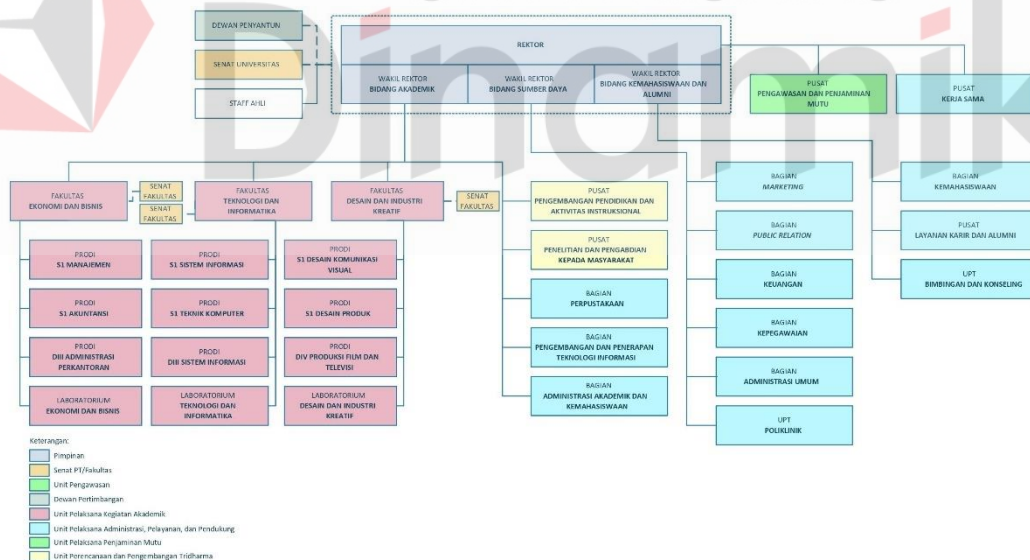 Dinamik
DEWAN PENYANTUN
SENAT UNIVERSITAS
STAFF AHLI
REKTOR
WAKIL REKTOR
BIDANG AKADEMIK
WAKIL REKTOR
BIDANG SUMBER DAYA
WAKIL REKTOR
BIDANG KEMAHASISWAAN DAN
ALUMNI
PUSAT
PENGAWASAN DAN PENJAMINAN
MUTU
PUSAT
KERJA SAMA
FAKULTAS
EKONOMI DAN BISNIS
SENAT
FAKULTAS
SENAT
FAKULTAS
FAKULTAS
TEKNOLOGI DAN
INFORMATIKA
FAKULTAS
DESAIN DAN INDUSTRI
KREATIF
SENAT
FAKULTAS
PRODI
S1 MANAJEMEN
PRODI
S1 SISTEM INFORMASI
PRODI
S1 DESAIN KOMUNIKASI
VISUAL
PRODI
S1 AKUNTANSI
PRODI
S1 TEKNIK KOMPUTER
PRODI
S1 DESAIN PRODUK
PRODI
DIII ADMINISTRASI
PERKANTORAN
PRODI
DIII SISTEM INFORMASI
PRODI
DIV PRODUKSI FILM DAN
TELEVISI
LABORATORIUM
EKONOMI DAN BISNIS
LABORATORIUM
TEKNOLOGI DAN
INFORMATIKA
LABORATORIUM
DESAIN DAN INDUSTRI
KREATIF
PUSAT
PENGEMBANGAN PENDIDIKAN DAN
AKTIVITAS INSTRUKSIONAL
PUSAT
PENELITIAN DAN PENGABDIAN
KEPADA MASYARAKAT
BAGIAN
PERPUSTAKAAN
BAGIAN
PENGEMBANGAN DAN PENERAPAN
TEKNOLOGI INFORMASI
BAGIAN
ADMINISTRASI AKADEMIK DAN
KEMAHASISWAAN
BAGIAN
MARKETING
BAGIAN
PUBLIC RELATION
BAGIAN
KEUANGAN
BAGIAN
KEPEGAWAIAN
BAGIAN
ADMINISTRASI UMUM
UPT
POLIKLINIK
BAGIAN
KEMAHASISWAAN
PUSAT
LAYANAN KARIR DAN ALUMNI
UPT
BIMBINGAN DAN KONSELING
Keterangan:
Pimpinan
Senat PT/Fakultas
Unit Pengawasan
Dewan Pertimbangan
Unit Pelaksana Kegiatan Akademik
Unit Pelaksana Administrasi, Pelayanan, dan Pendukung
Unit Pelaksana Penjaminan Mutu
Unit Perencanaan dan Pengembangan Tridharma